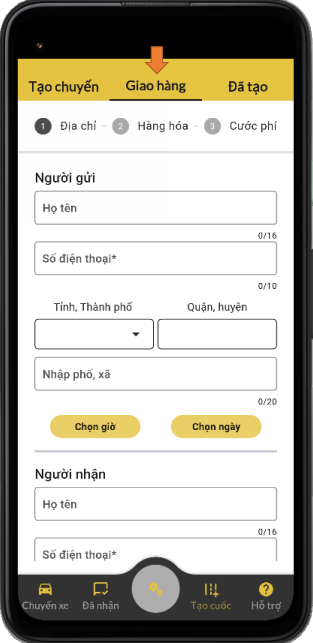 Tạo chuyến Giao hàng Đã tạo
1 Địa chỉ - 2 Hàng hóa - 3 Cước phí
Người gửi
Họ tên
0/16
Số điện thoại*
0/10
Tỉnh, Thành phố Quận, huyện
Nhập phố, xã
0/20
Chọn giờ Chọn ngày
Người nhận
Họ tên
0/16
Số điện thoại*
Chuyến xe Đã nhận Tạo cuốc Hỗ trợ